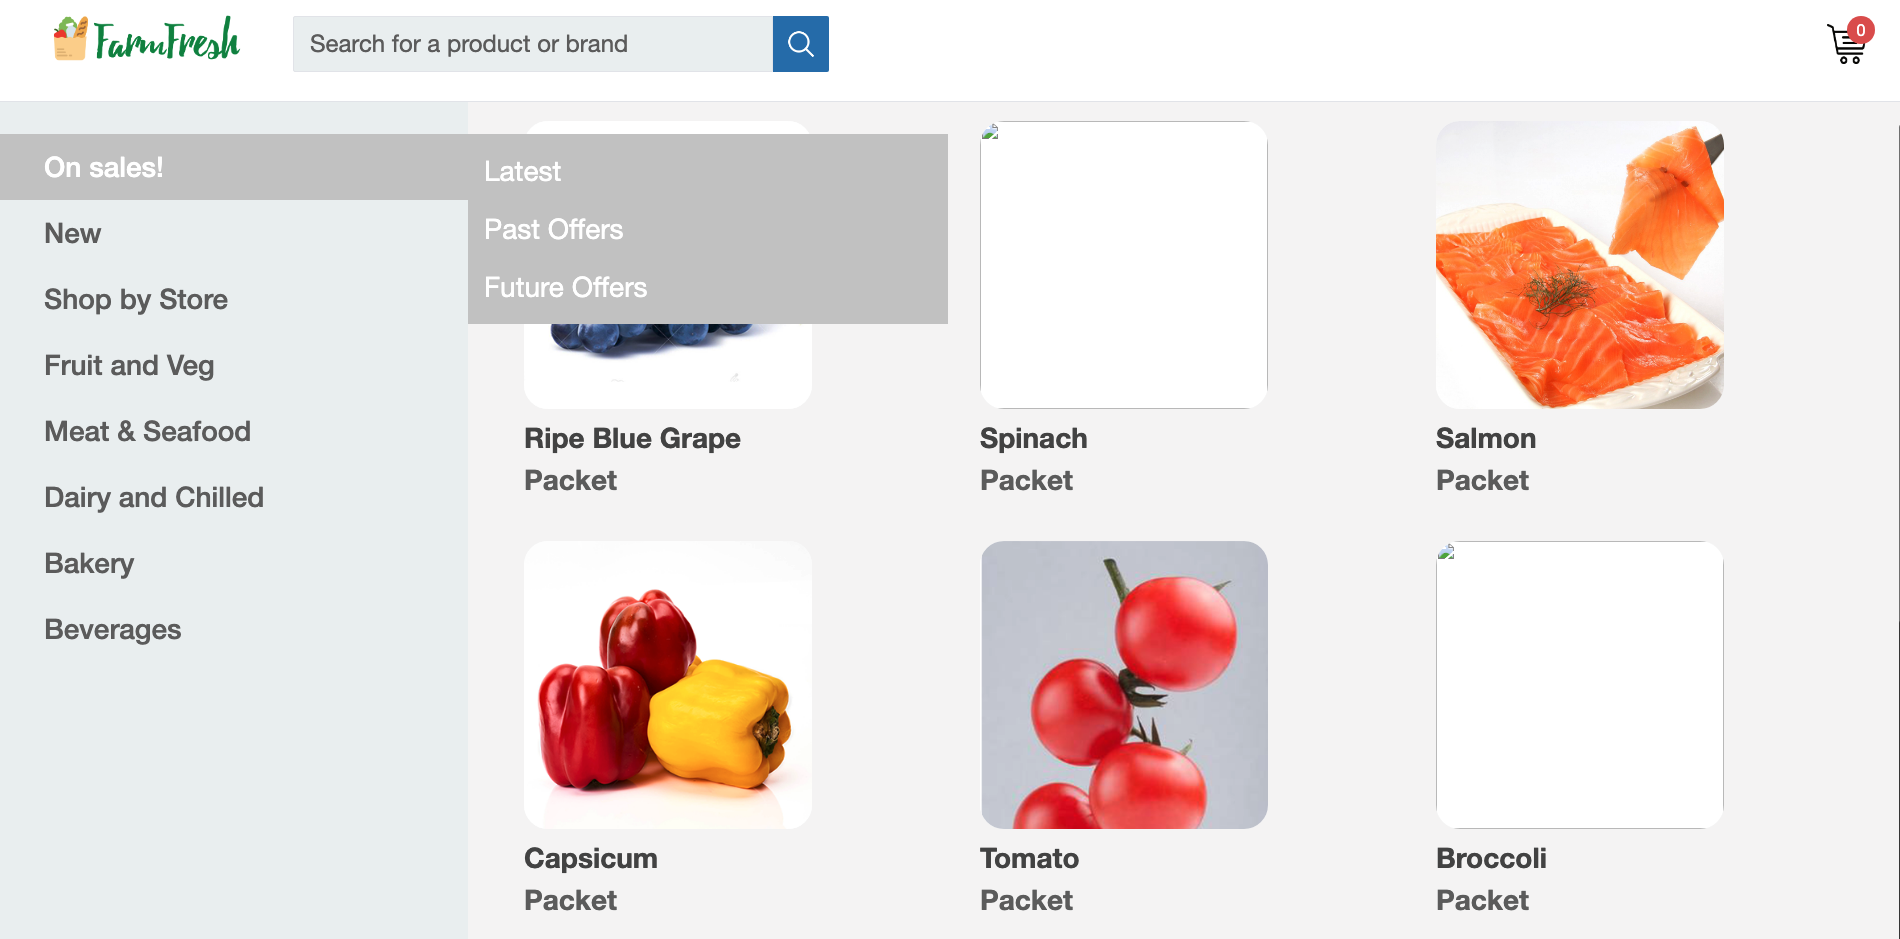 FarmFresh
Search for a product or brand
0
On sales!
New
Shop by Store
Fruit and Veg
Meat & Seafood
Dairy and Chilled
Bakery
Beverages
Latest
Past Offers
Future Offers
Ripe Blue Grape
Packet
Spinach
Packet
Salmon
Packet
Capsicum
Packet
Tomato
Packet
Broccoli
Packet